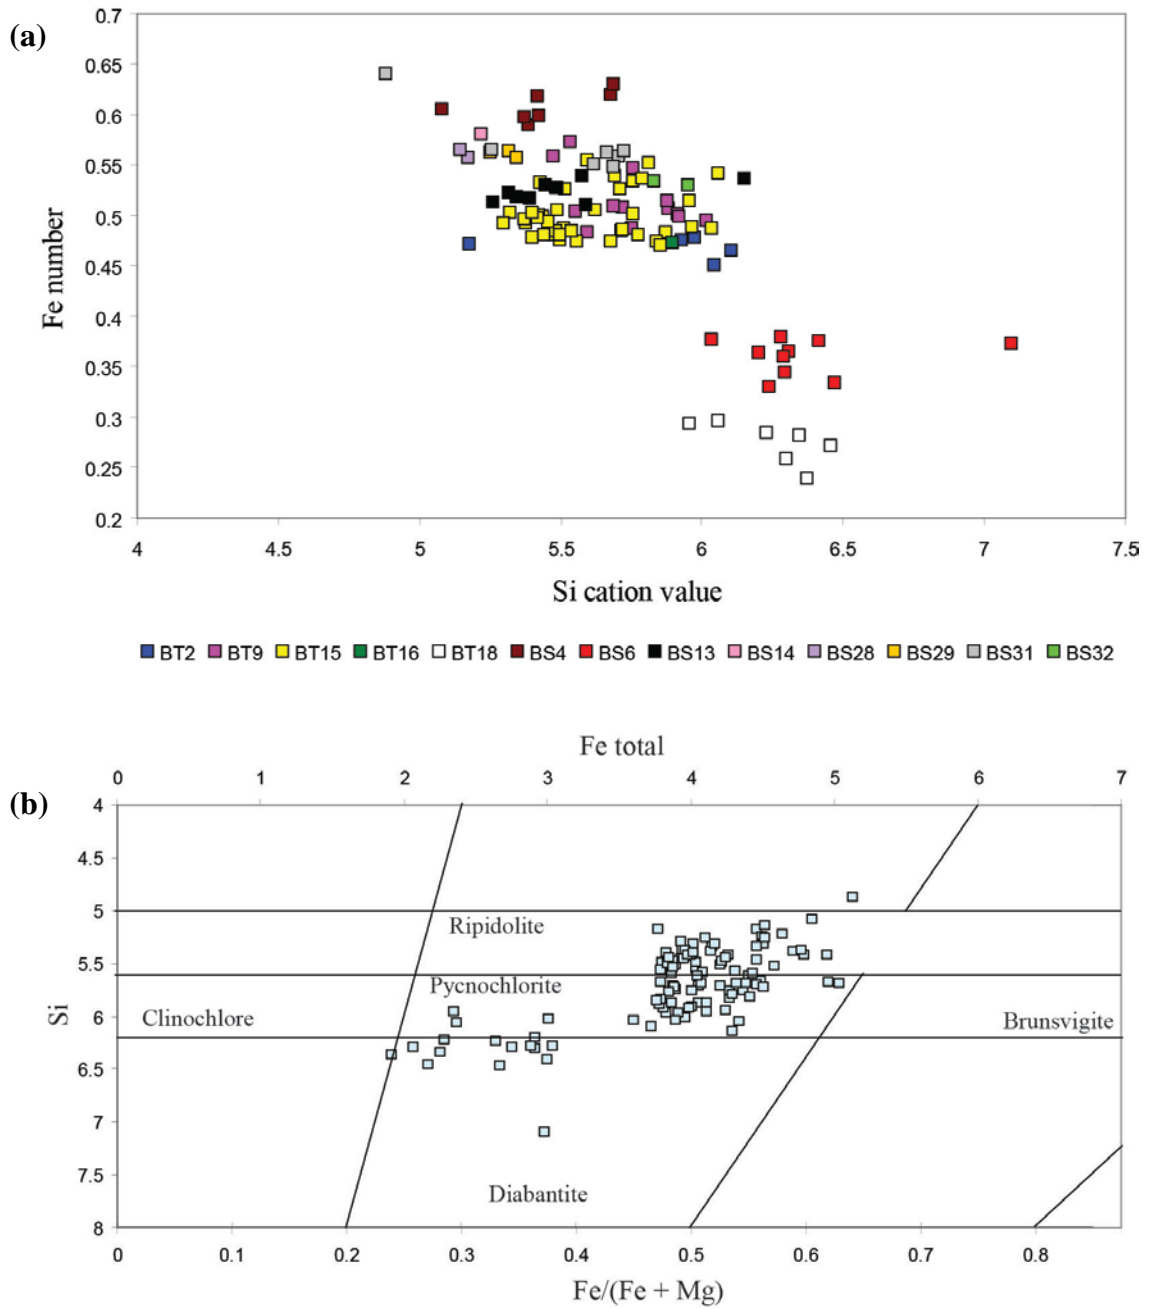 (a)
0.7
0.65
0.6
0.55
0.5
0.45
0.4
0.35
0.3
0.25
0.2
Fe number
4 4.5 5 5.5 6 6.5 7 7.5
Si cation value
BT2 BT9 BT15 BT16 BT18 BS4 BS6 BS13 BS14 BS28 BS29 BS31 BS32
(b)
Fe total
0 1 2 3 4 5 6 7
4
4.5
5
5.5
6
6.5
7
7.5
8
Si
Ripidolite
Pycnochlorite
Clinochlore
Brunsvigite
Diabantite
0 0.1 0.2 0.3 0.4 0.5 0.6 0.7 0.8
Fe/(Fe + Mg)